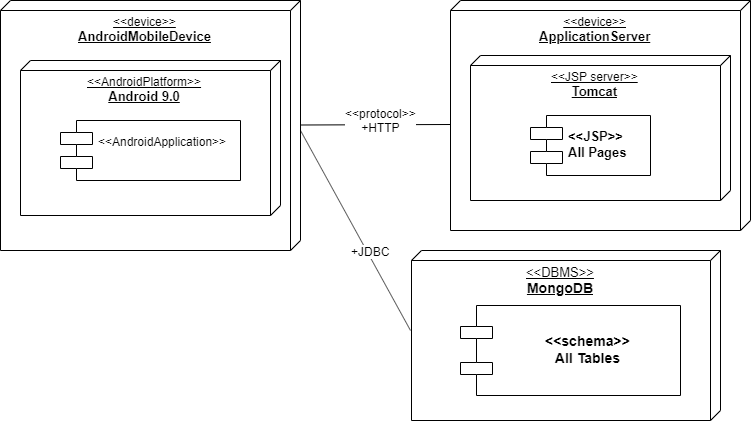 <<device>>
AndroidMobileDevice
<<AndroidPlatform>>
Android 9.0
<<AndroidApplication>>
<<protocol>>
+HTTP
<<device>>
ApplicationServer
<<JSP server>>
Tomcat
<<JSP>>
All Pages
+JDBC
<<DBMS>>
MongoDB
<<schema>>
All Tables